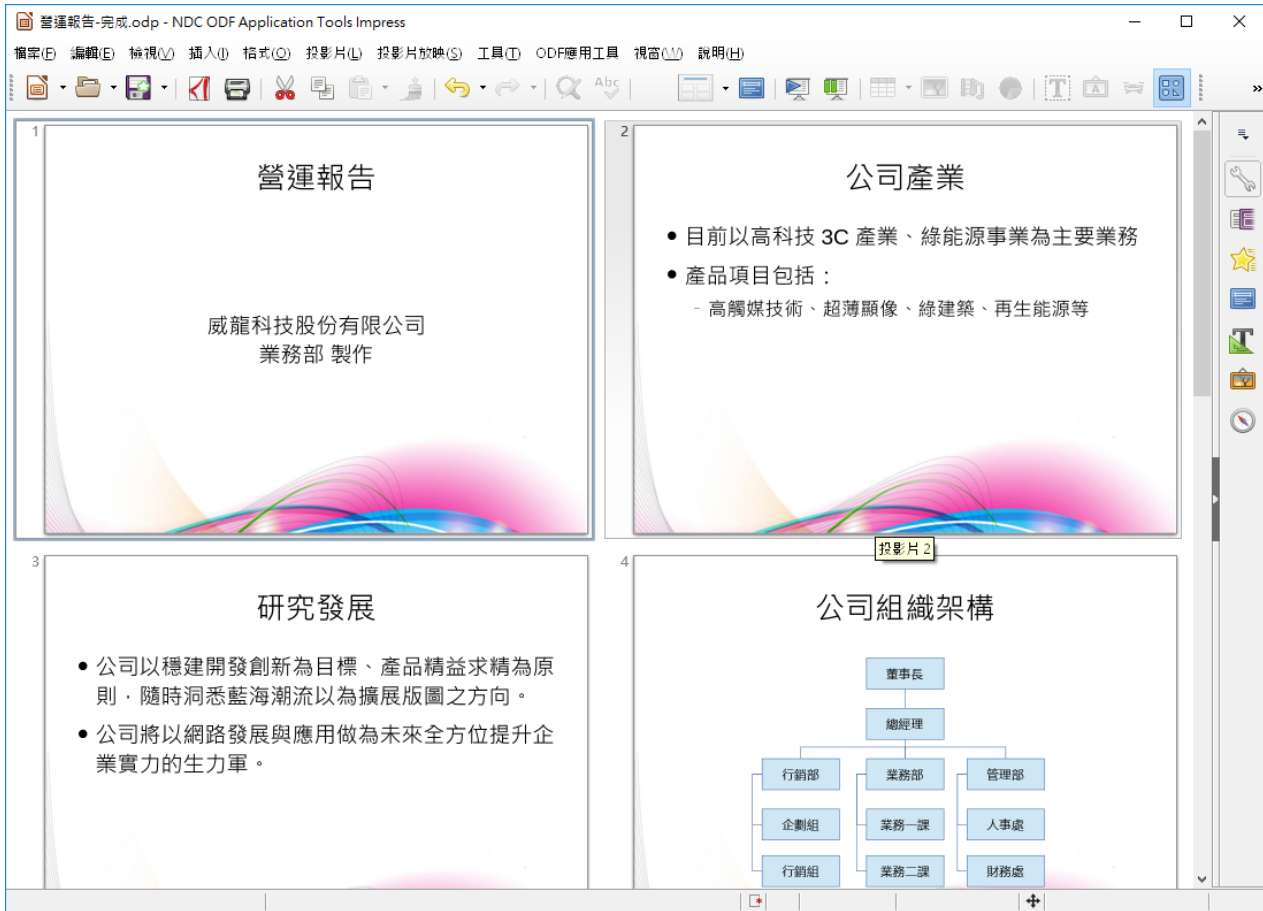 營運報告-完成.odp - NDC ODF Application Tools Impress
檔案(F) 編輯(E) 檢視(V) 插入(I) 格式(O) 投影片(L) 投影片放映(S) 工具(T) ODF應用工具 視窗(W) 說明(H)
Abc
1
營運報告
威龍科技股份有限公司
業務部 製作
2
公司產業
● 目前以高科技 3C 產業、綠能源事業為主要業務
● 產品項目包括：
- 高觸媒技術、超薄顯像、綠建築、再生能源等
投影片 2
3
研究發展
● 公司以穩建開發創新為目標、產品精益求精為原
則，隨時洞悉藍海潮流以為擴展版圖之方向。
● 公司將以網路發展與應用做為未來全方位提升企
業實力的生力軍。
4
公司組織架構
董事長
總經理
行銷部 業務部 管理部
企劃組 業務一課 人事處
行銷組 業務二課 財務處